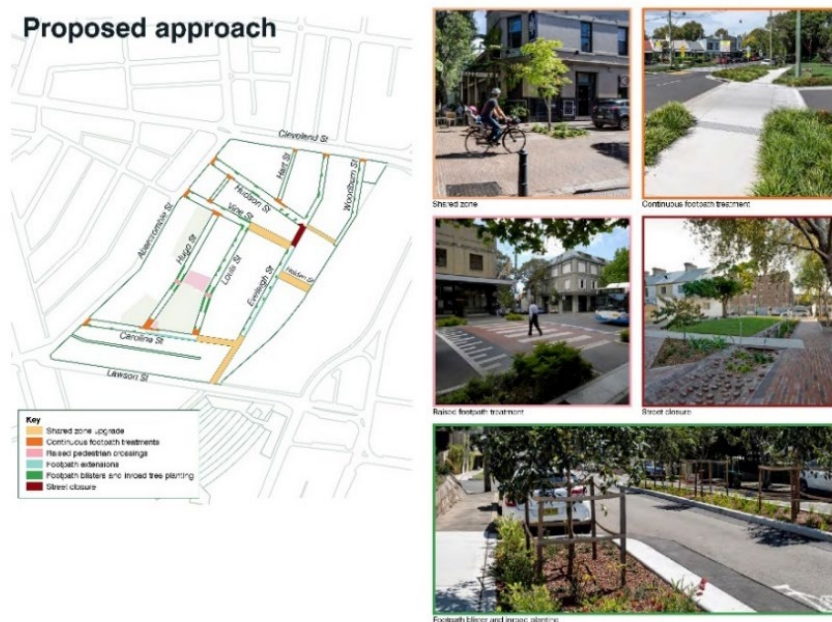 Proposed approach
Cleveland St
Hart St
Woodburn St
Hudson St
Vine St
Abercrombie St
Hugo St
Louis St
Eveleigh St
Holden St
Caroline St
Lawson St
Key
Shared zone upgrade
Continuous footpath treatments
Raised pedestrian crossings
Footpath extensions
Footpath blisters and inroad tree planting
Street closure
Shared zone
Continuous footpath treatment
Raised footpath treatment
Street closure
Footpath blister and inroad planting